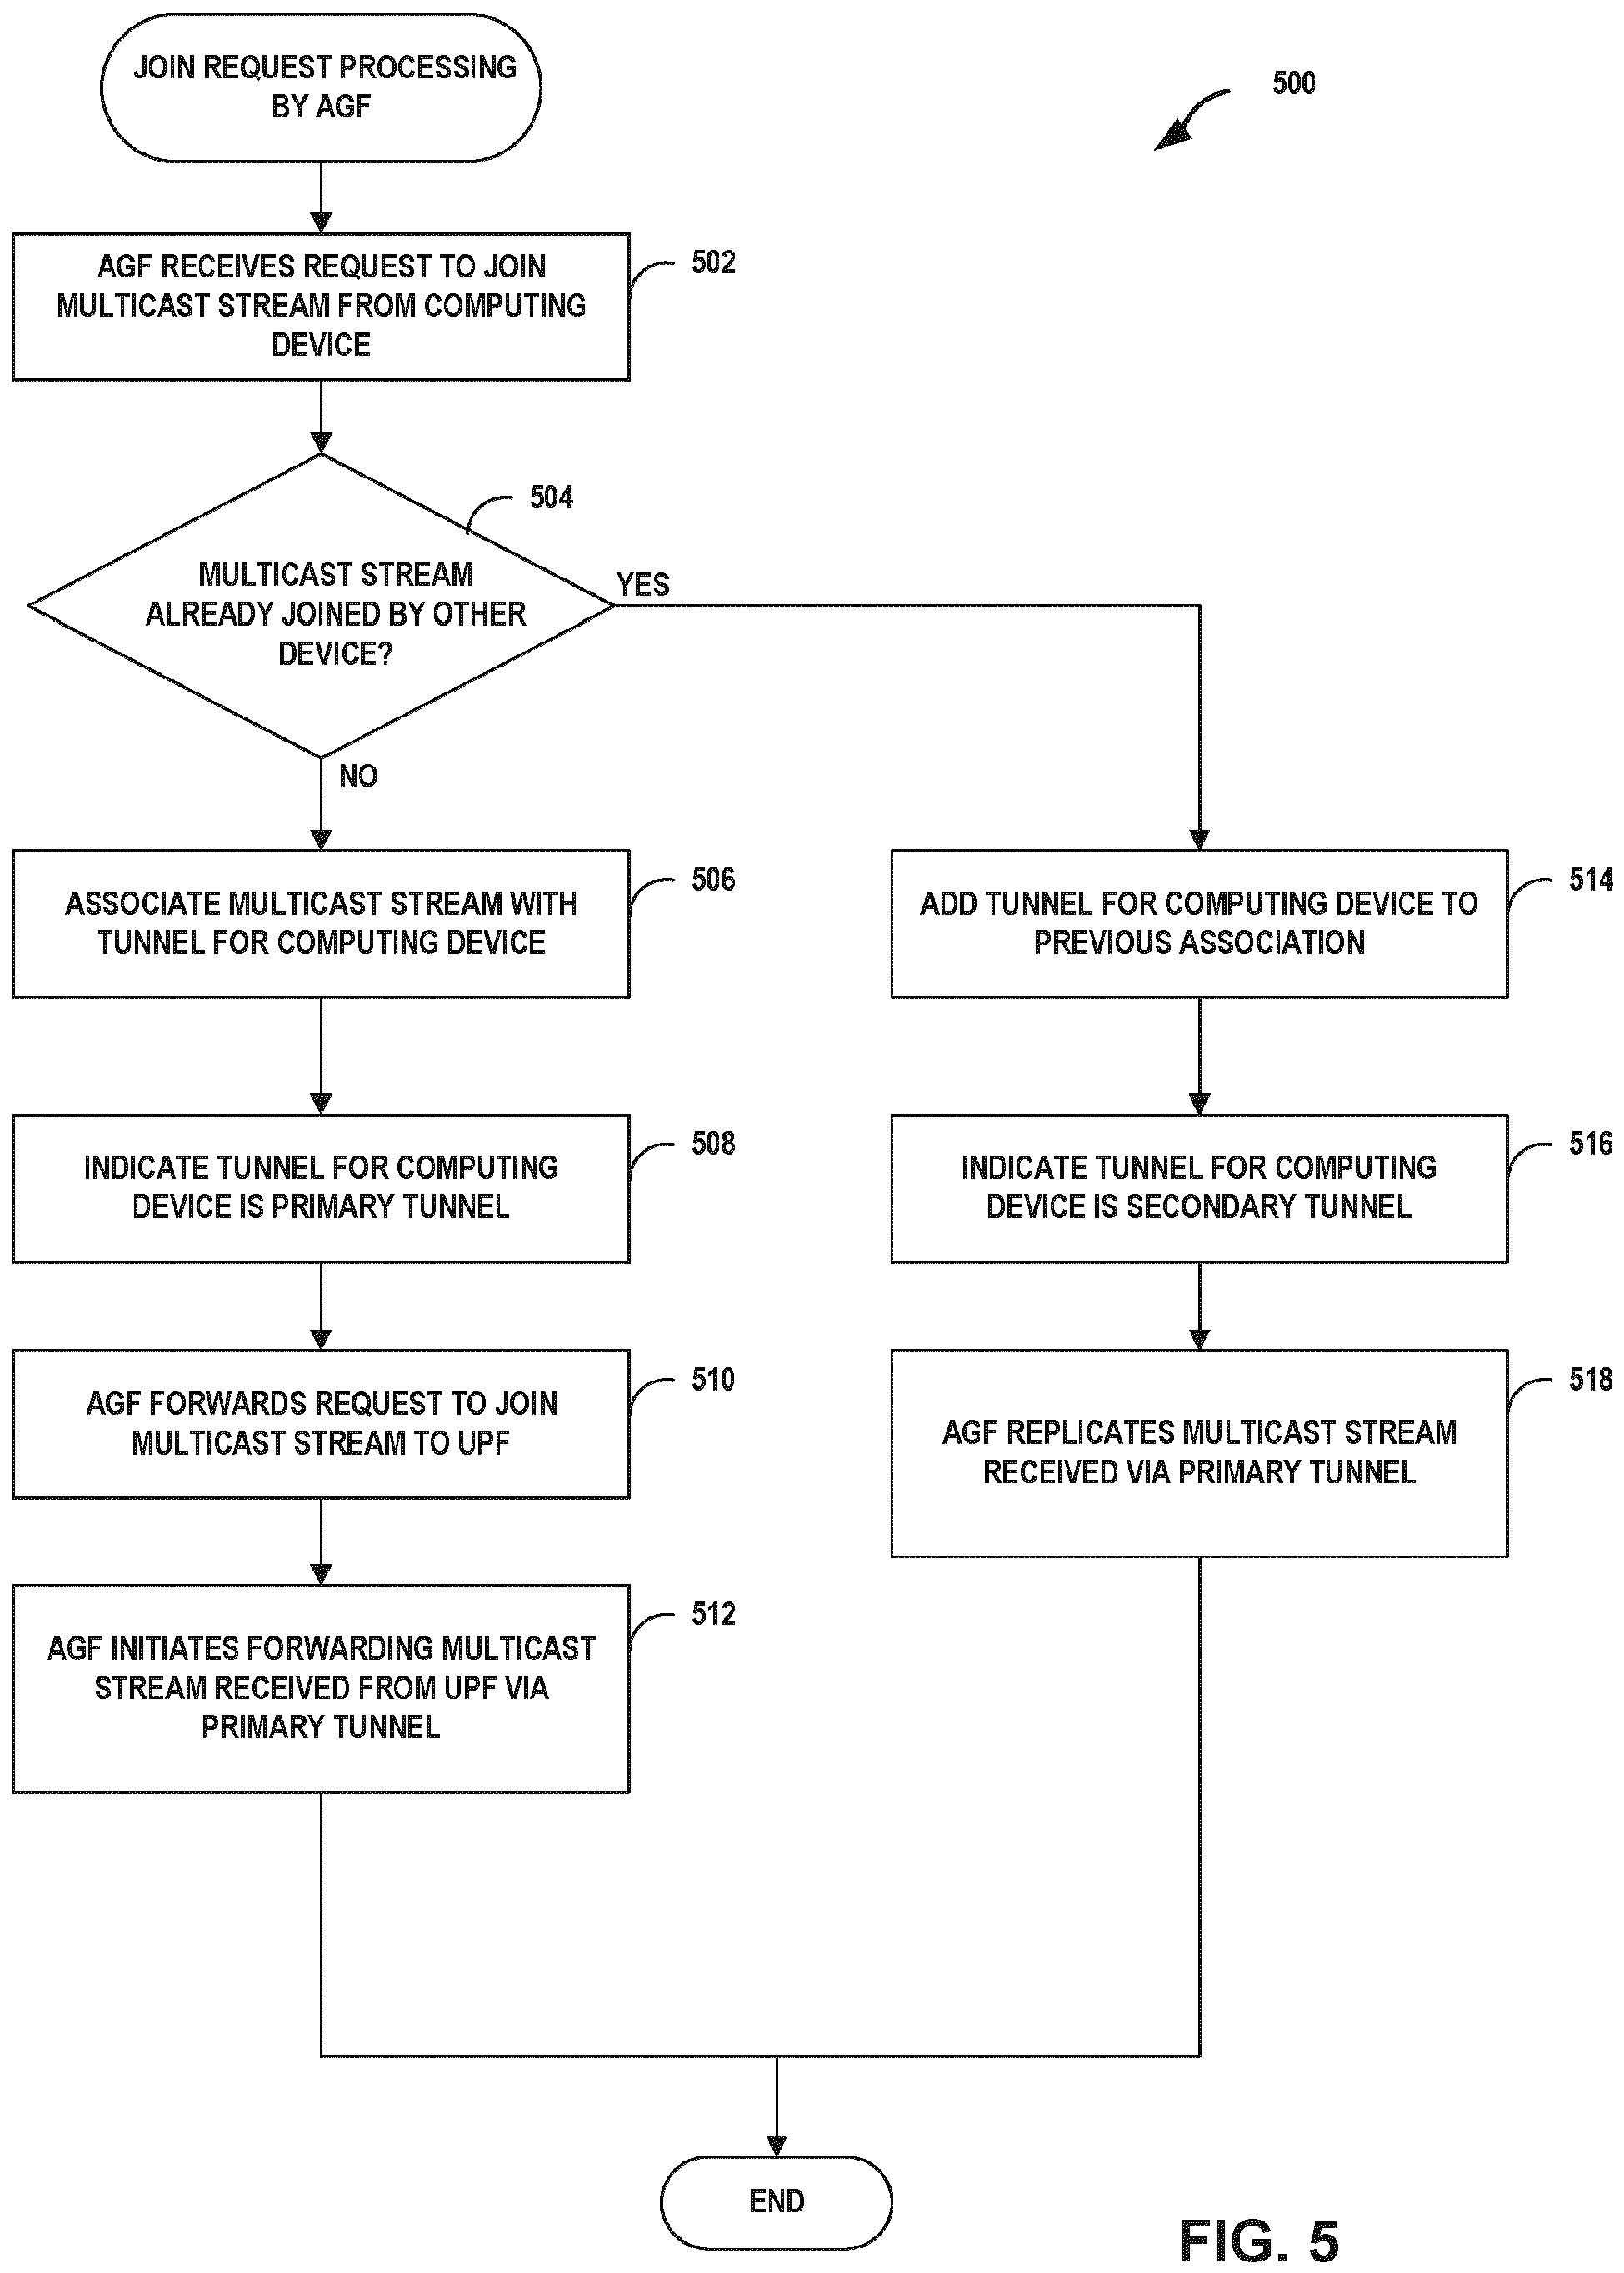 JOIN REQUEST PROCESSING
BY AGF
500
AGF RECEIVES REQUEST TO JOIN
MULTICAST STREAM FROM COMPUTING
DEVICE
502
504
MULTICAST STREAM
ALREADY JOINED BY OTHER
DEVICE?
YES
NO
ASSOCIATE MULTICAST STREAM WITH
TUNNEL FOR COMPUTING DEVICE
506
INDICATE TUNNEL FOR COMPUTING
DEVICE IS PRIMARY TUNNEL
508
AGF FORWARDS REQUEST TO JOIN
MULTICAST STREAM TO UPF
510
AGF INITIATES FORWARDING MULTICAST
STREAM RECEIVED FROM UPF VIA
PRIMARY TUNNEL
512
ADD TUNNEL FOR COMPUTING DEVICE TO
PREVIOUS ASSOCIATION
514
INDICATE TUNNEL FOR COMPUTING
DEVICE IS SECONDARY TUNNEL
516
AGF REPLICATES MULTICAST STREAM
RECEIVED VIA PRIMARY TUNNEL
518
END
FIG. 5